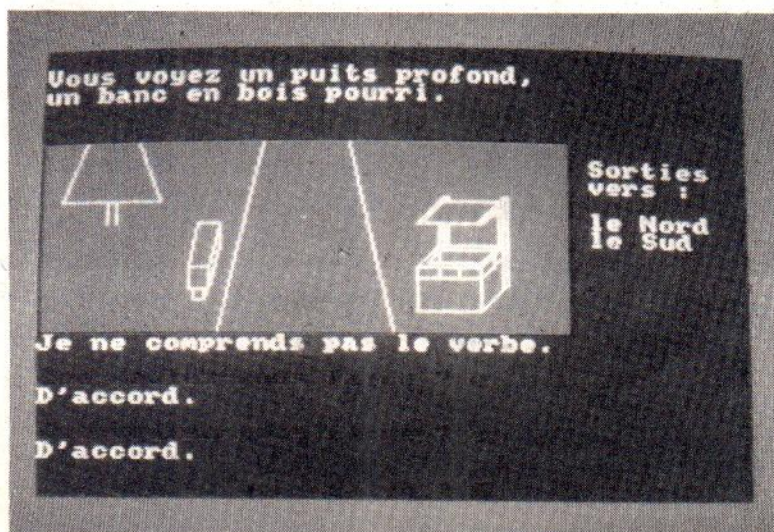 Vous voyez un puits profond,
un banc en bois pourri.
Sorties
vers :
le Nord
le Sud
Je ne comprends pas le verbe.
D'accord.
D'accord.